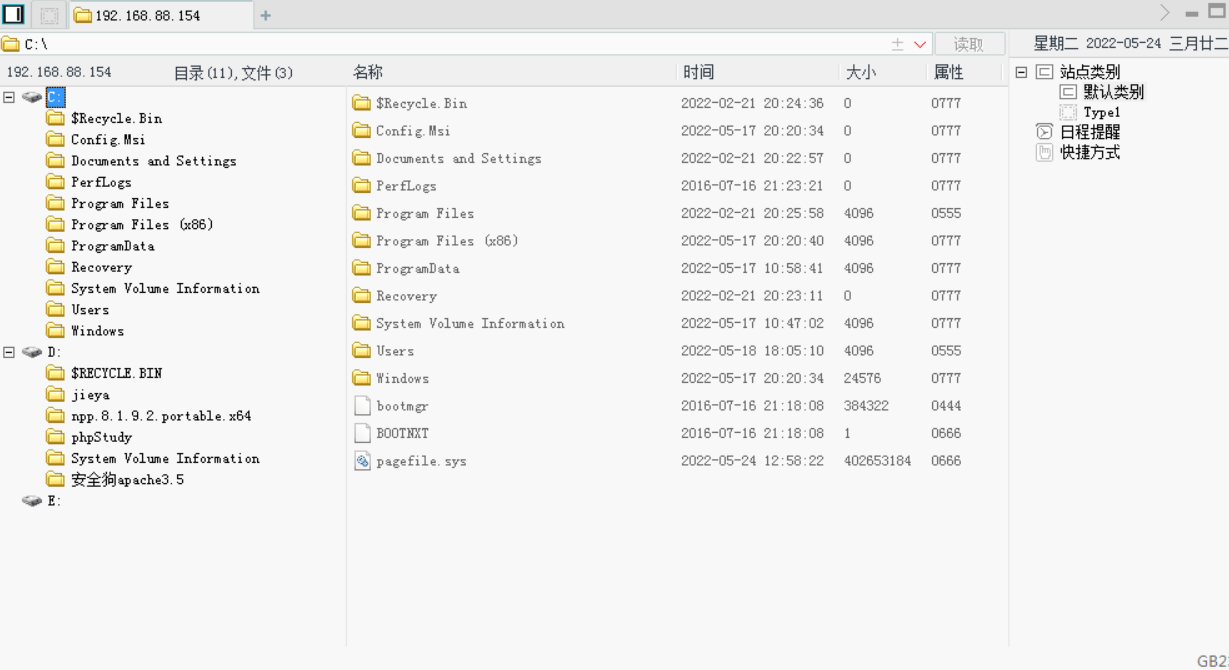 192.168.88.154
C:\
读取
星期二 2022-05-24 三月廿二
192.168.88.154 目录(11),文件(3)
名称 时间 大小 属性
C:
$Recycle.Bin
Config.Msi
Documents and Settings
PerfLogs
Program Files
Program Files (x86)
ProgramData
Recovery
System Volume Information
Users
Windows
D:
$RECYCLE.BIN
jieya
npp.8.1.9.2.portable.x64
phpStudy
System Volume Information
安全狗apache3.5
E:
$Recycle.Bin 2022-02-21 20:24:36 0 0777
Config.Msi 2022-05-17 20:20:34 0 0777
Documents and Settings 2022-02-21 20:22:57 0 0777
PerfLogs 2016-07-16 21:23:21 0 0777
Program Files 2022-02-21 20:25:58 4096 0555
Program Files (x86) 2022-05-17 20:20:40 4096 0777
ProgramData 2022-05-17 10:58:41 4096 0777
Recovery 2022-02-21 20:23:11 0 0777
System Volume Information 2022-05-17 10:47:02 4096 0777
Users 2022-05-18 18:05:10 4096 0555
Windows 2022-05-17 20:20:34 24576 0777
bootmgr 2016-07-16 21:18:08 384322 0444
BOOTNXT 2016-07-16 21:18:08 1 0666
pagefile.sys 2022-05-24 12:58:22 402653184 0666
站点类别
默认类别
Type1
日程提醒
快捷方式
GB2